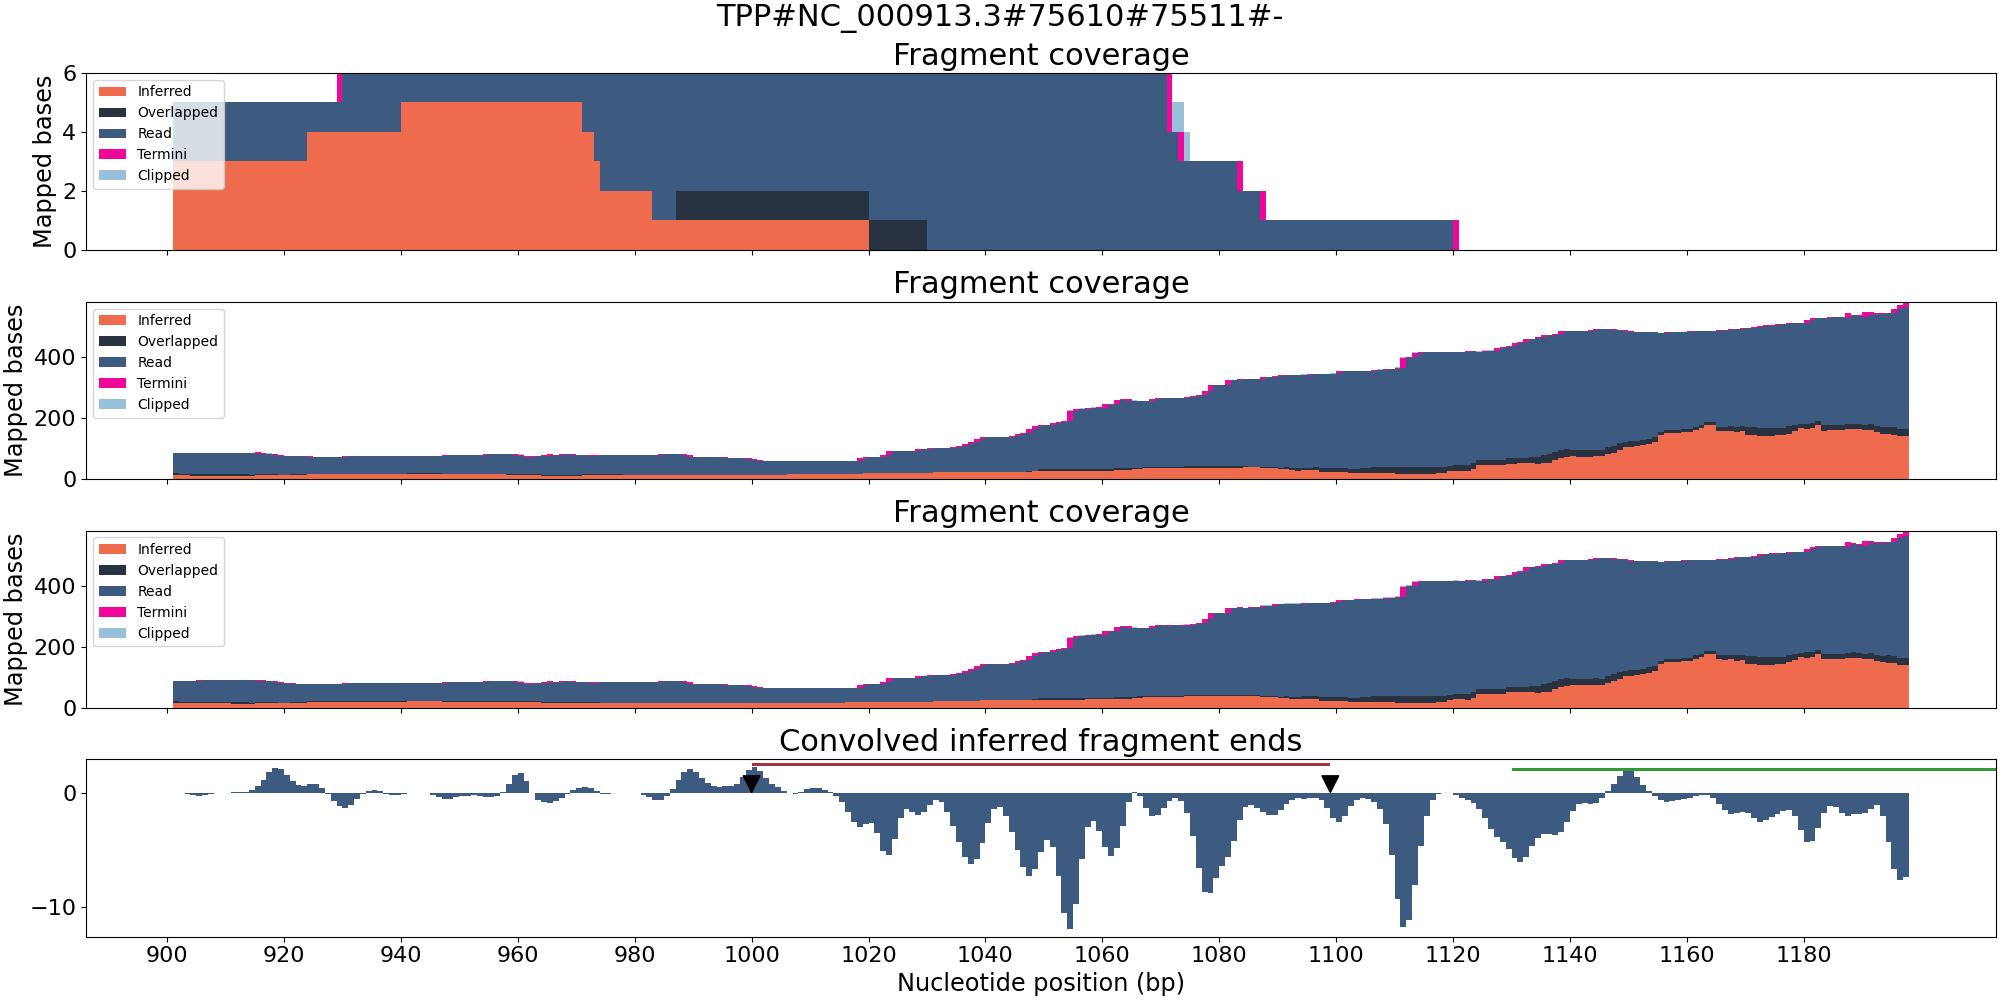 TPP#NC_000913.3#75610#75511#-
Fragment coverage
Mapped bases
6
4
2
0
Inferred
Overlapped
Read
Termini
Clipped
Fragment coverage
Mapped bases
400
200
0
Inferred
Overlapped
Read
Termini
Clipped
Fragment coverage
Mapped bases
400
200
0
Inferred
Overlapped
Read
Termini
Clipped
Convolved inferred fragment ends
0
−10
900 920 940 960 980 1000 1020 1040 1060 1080 1100 1120 1140 1160 1180
Nucleotide position (bp)